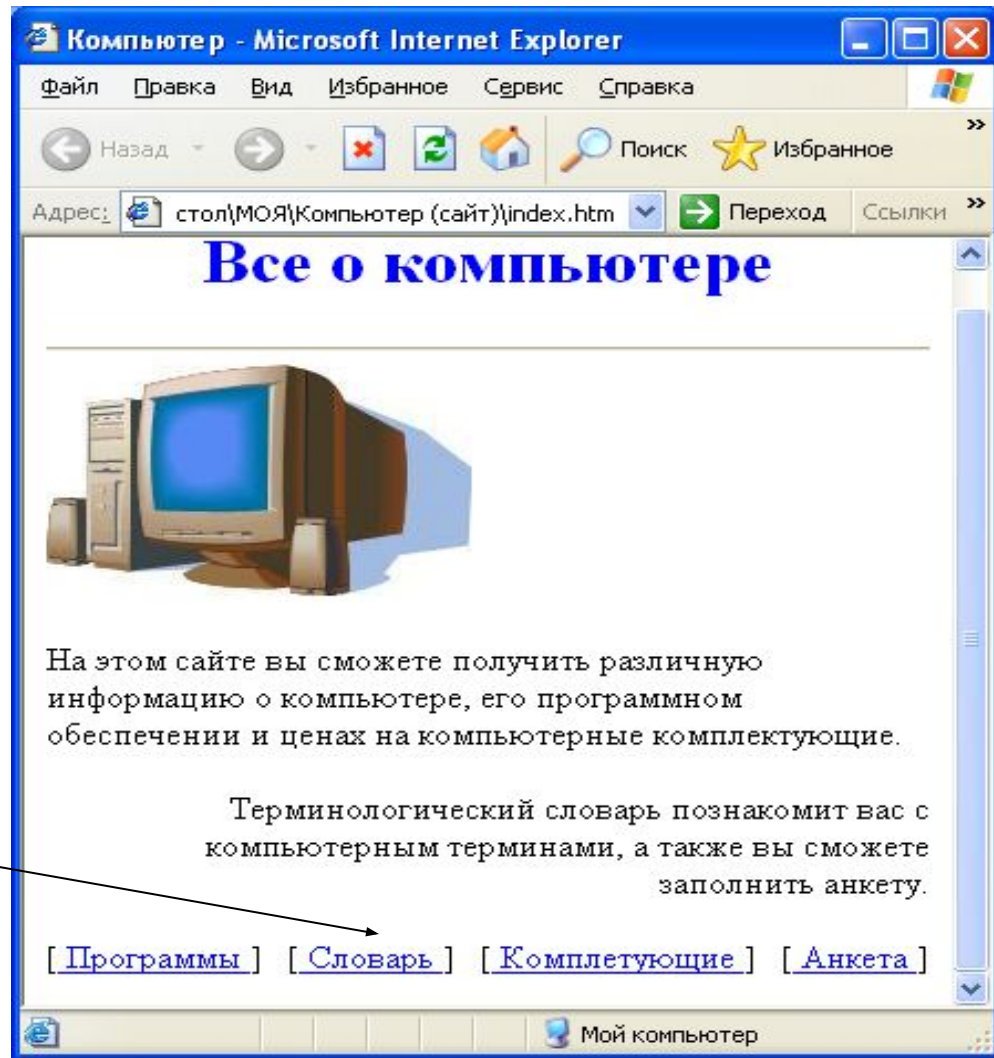 Компьютер - Microsoft Internet Explorer
Файл Правка Вид Избранное Сервис Справка
Назад Поиск Избранное »
Адрес: стол\МОЯ\Компьютер (сайт)\index.htm Переход Ссылки »
Все о компьютере
На этом сайте вы сможете получить различную
информацию о компьютере, его программном
обеспечении и ценах на компьютерные комплектующие.
Терминологический словарь познакомит вас с
компьютерным терминами, а также вы сможете
заполнить анкету.
[ Программы ] [ Словарь ] [ Комплетующие ] [ Анкета ]
Мой компьютер